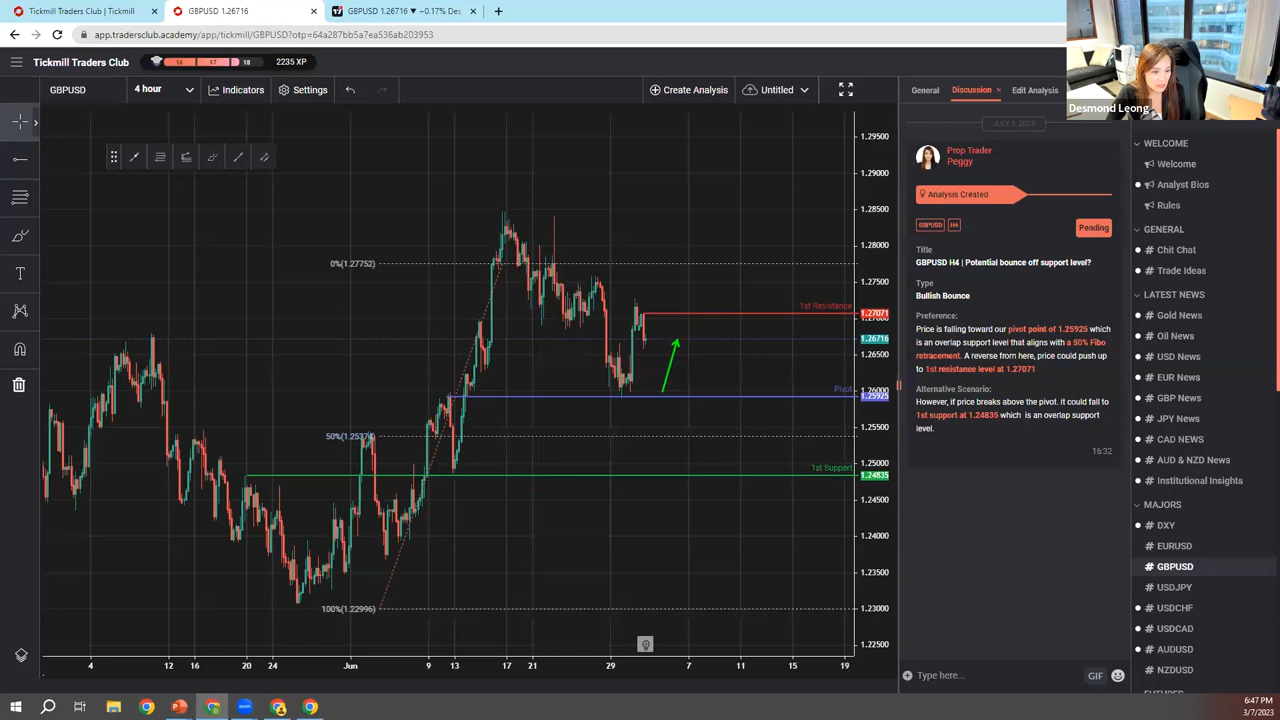 Tickmill Traders Club | Tickmill
GBPUSD 1.26716
GBPUSD 1.26716 ▼ −0.17% Des
app.tradersclub.academy/app/tickmill/GBPUSD?otp=64a287bb5a7ea536ab203953
Tickmill Traders Club
16
17
18
2235 XP
GBPUSD
4 hour
Indicators
Settings
Create Analysis
Untitled
General
Discussion
Edit Analysis
Desmond Leong
JULY 3, 2023
Prop Trader
Peggy
Analysis Created
GBPUSD
H4
Pending
Title
GBPUSD H4 | Potential bounce off support level?
Type
Bullish Bounce
Preference:
Price is falling toward our pivot point of 1.25925 which
is an overlap support level that aligns with a 50% Fibo
retracement. A reverse from here, price could push up
to 1st resistance level at 1.27071
Alternative Scenario:
However, if price breaks above the pivot. it could fall to
1st support at 1.24835 which is an overlap support
level.
16:32
Type here...
GIF
WELCOME
Welcome
Analyst Bios
Rules
GENERAL
# Chit Chat
# Trade Ideas
LATEST NEWS
# Gold News
# Oil News
# USD News
# EUR News
# GBP News
# JPY News
# CAD NEWS
# AUD & NZD News
# Institutional Insights
MAJORS
# DXY
# EURUSD
# GBPUSD
# USDJPY
# USDCHF
# USDCAD
# AUDUSD
# NZDUSD
0%(1.27752)
50%(1.25374)
100%(1.22996)
1st Resistance
Pivot
1st Support
1.29500
1.29000
1.28500
1.28000
1.27500
1.27071
1.26716
1.26500
1.26000
1.25925
1.25500
1.25000
1.24835
1.24500
1.24000
1.23500
1.23000
1.22500
4
12
16
20
24
Jun
9
13
17
21
29
7
11
15
19
6:47 PM
3/7/2023